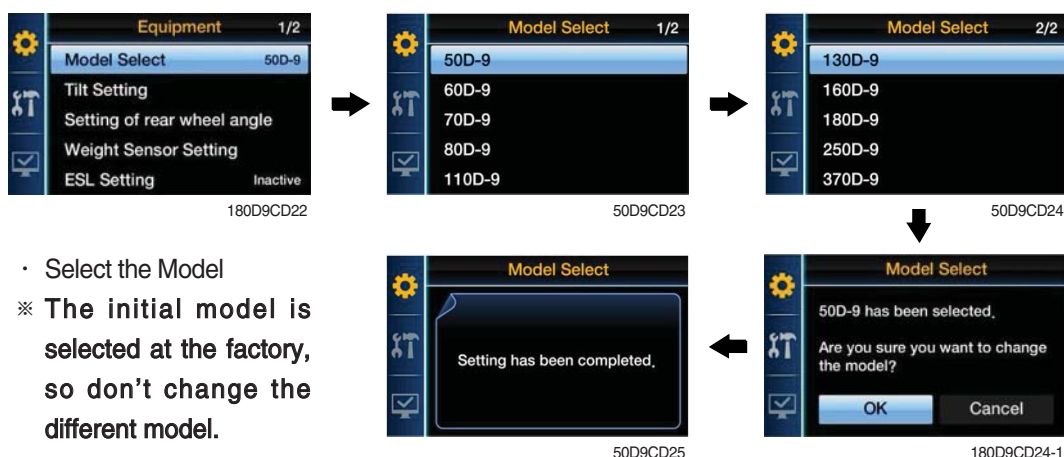 Equipment 1/2
Model Select 50D-9
Tilt Setting
Setting of rear wheel angle
Weight Sensor Setting
ESL Setting Inactive
180D9CD22
Model Select 1/2
50D-9
60D-9
70D-9
80D-9
110D-9
50D9CD23
Model Select 2/2
130D-9
160D-9
180D-9
250D-9
370D-9
50D9CD24
· Select the Model
※ The initial model is
selected at the factory,
so don't change the
different model.
Model Select
50D-9 has been selected.
Are you sure you want to change
the model?
OK Cancel
180D9CD24-1
Model Select
Setting has been completed.
50D9CD25